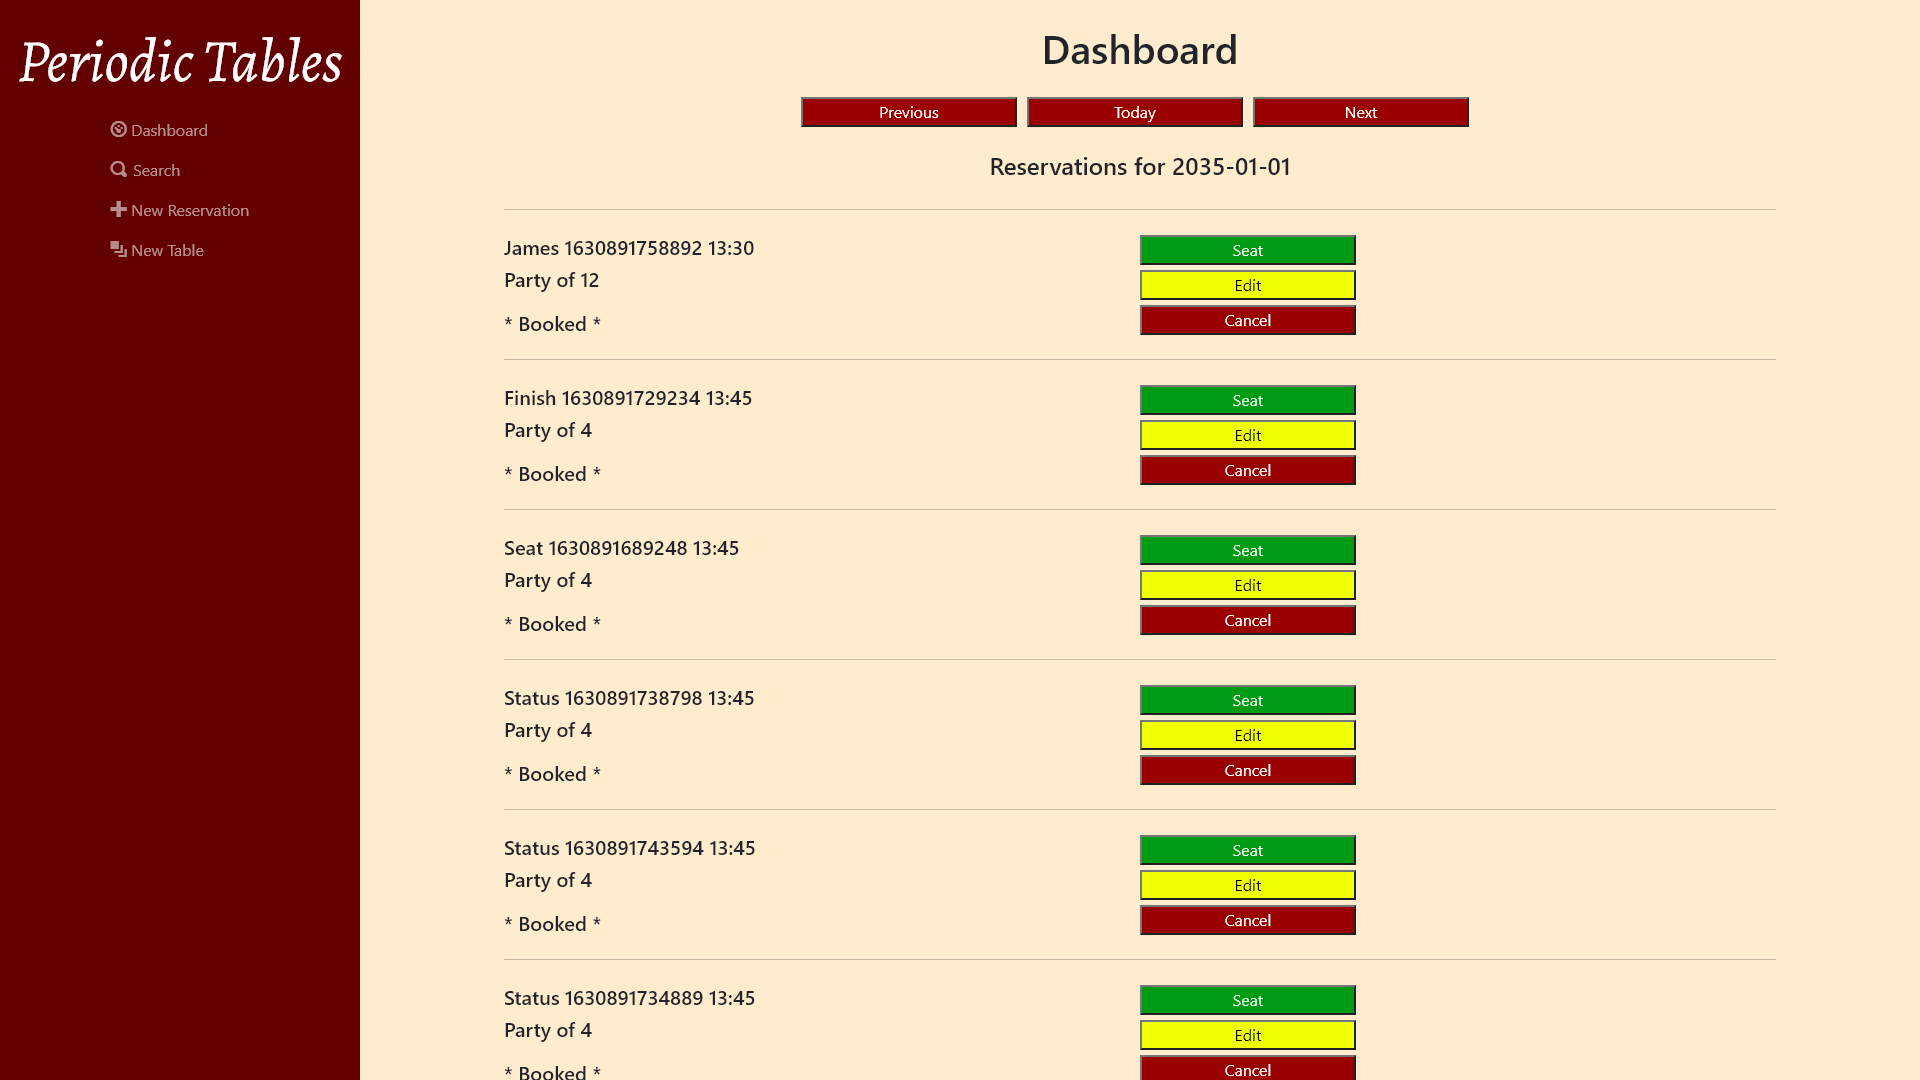 Periodic Tables
Dashboard
Search
New Reservation
New Table
Dashboard
Previous
Today
Next
Reservations for 2035-01-01
James 1630891758892 13:30
Party of 12
* Booked *
Seat
Edit
Cancel
Finish 1630891729234 13:45
Party of 4
* Booked *
Seat
Edit
Cancel
Seat 1630891689248 13:45
Party of 4
* Booked *
Seat
Edit
Cancel
Status 1630891738798 13:45
Party of 4
* Booked *
Seat
Edit
Cancel
Status 1630891743594 13:45
Party of 4
* Booked *
Seat
Edit
Cancel
Status 1630891734889 13:45
Party of 4
* Booked *
Seat
Edit
Cancel